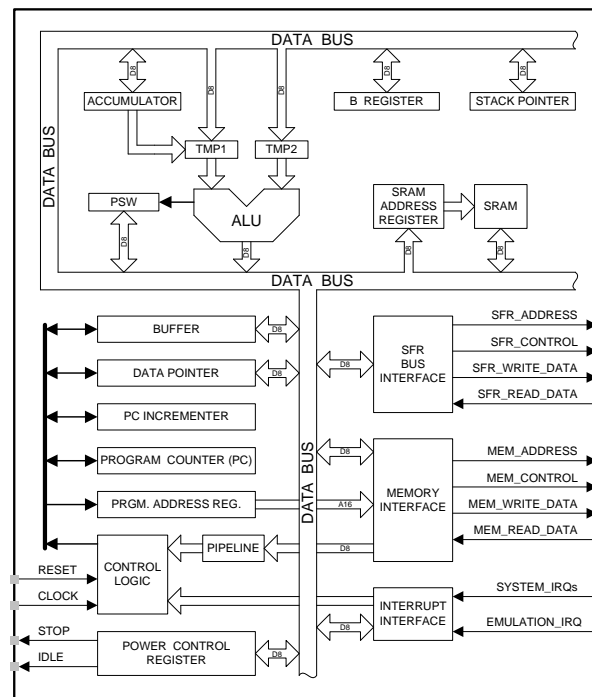 DATA BUS
D8
D8
D8
D8
D8
ACCUMULATOR
B REGISTER
STACK POINTER
DATA BUS
TMP1
TMP2
PSW
ALU
SRAM
ADDRESS
REGISTER
SRAM
D8
D8
D8
D8
DATA BUS
BUFFER
D8
DATA POINTER
D8
PC INCREMENTER
PROGRAM COUNTER (PC)
PRGM. ADDRESS REG.
A16
DATA BUS
D8
SFR
BUS
INTERFACE
SFR_ADDRESS
SFR_CONTROL
SFR_WRITE_DATA
SFR_READ_DATA
D8
MEMORY
INTERFACE
MEM_ADDRESS
MEM_CONTROL
MEM_WRITE_DATA
MEM_READ_DATA
CONTROL
LOGIC
PIPELINE
D8
RESET
CLOCK
INTERRUPT
INTERFACE
SYSTEM_IRQs
EMULATION_IRQ
D8
STOP
IDLE
POWER CONTROL
REGISTER
D8